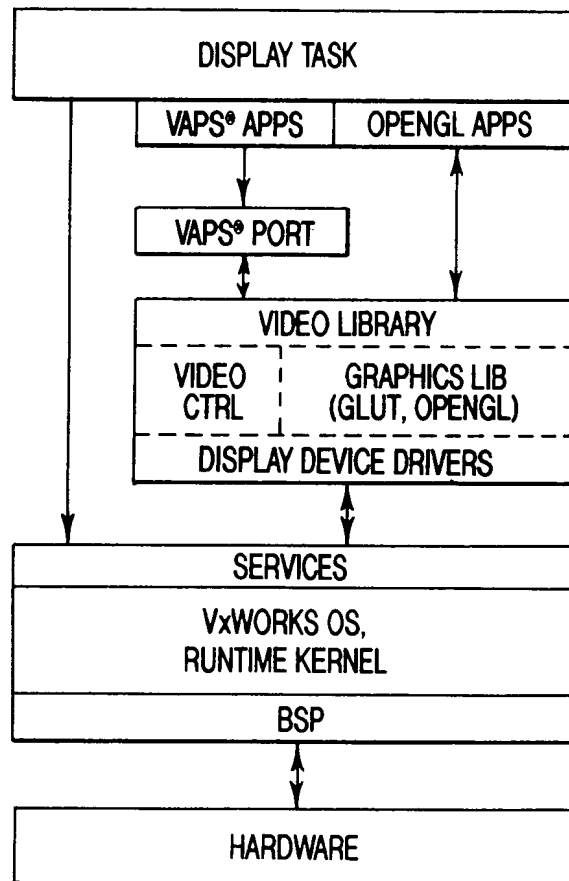 DISPLAY TASK
VAPS® APPS
OPENGL APPS
VAPS® PORT
VIDEO LIBRARY
VIDEO
CTRL
GRAPHICS LIB
(GLUT, OPENGL)
DISPLAY DEVICE DRIVERS
SERVICES
VxWORKS OS,
RUNTIME KERNEL
BSP
HARDWARE